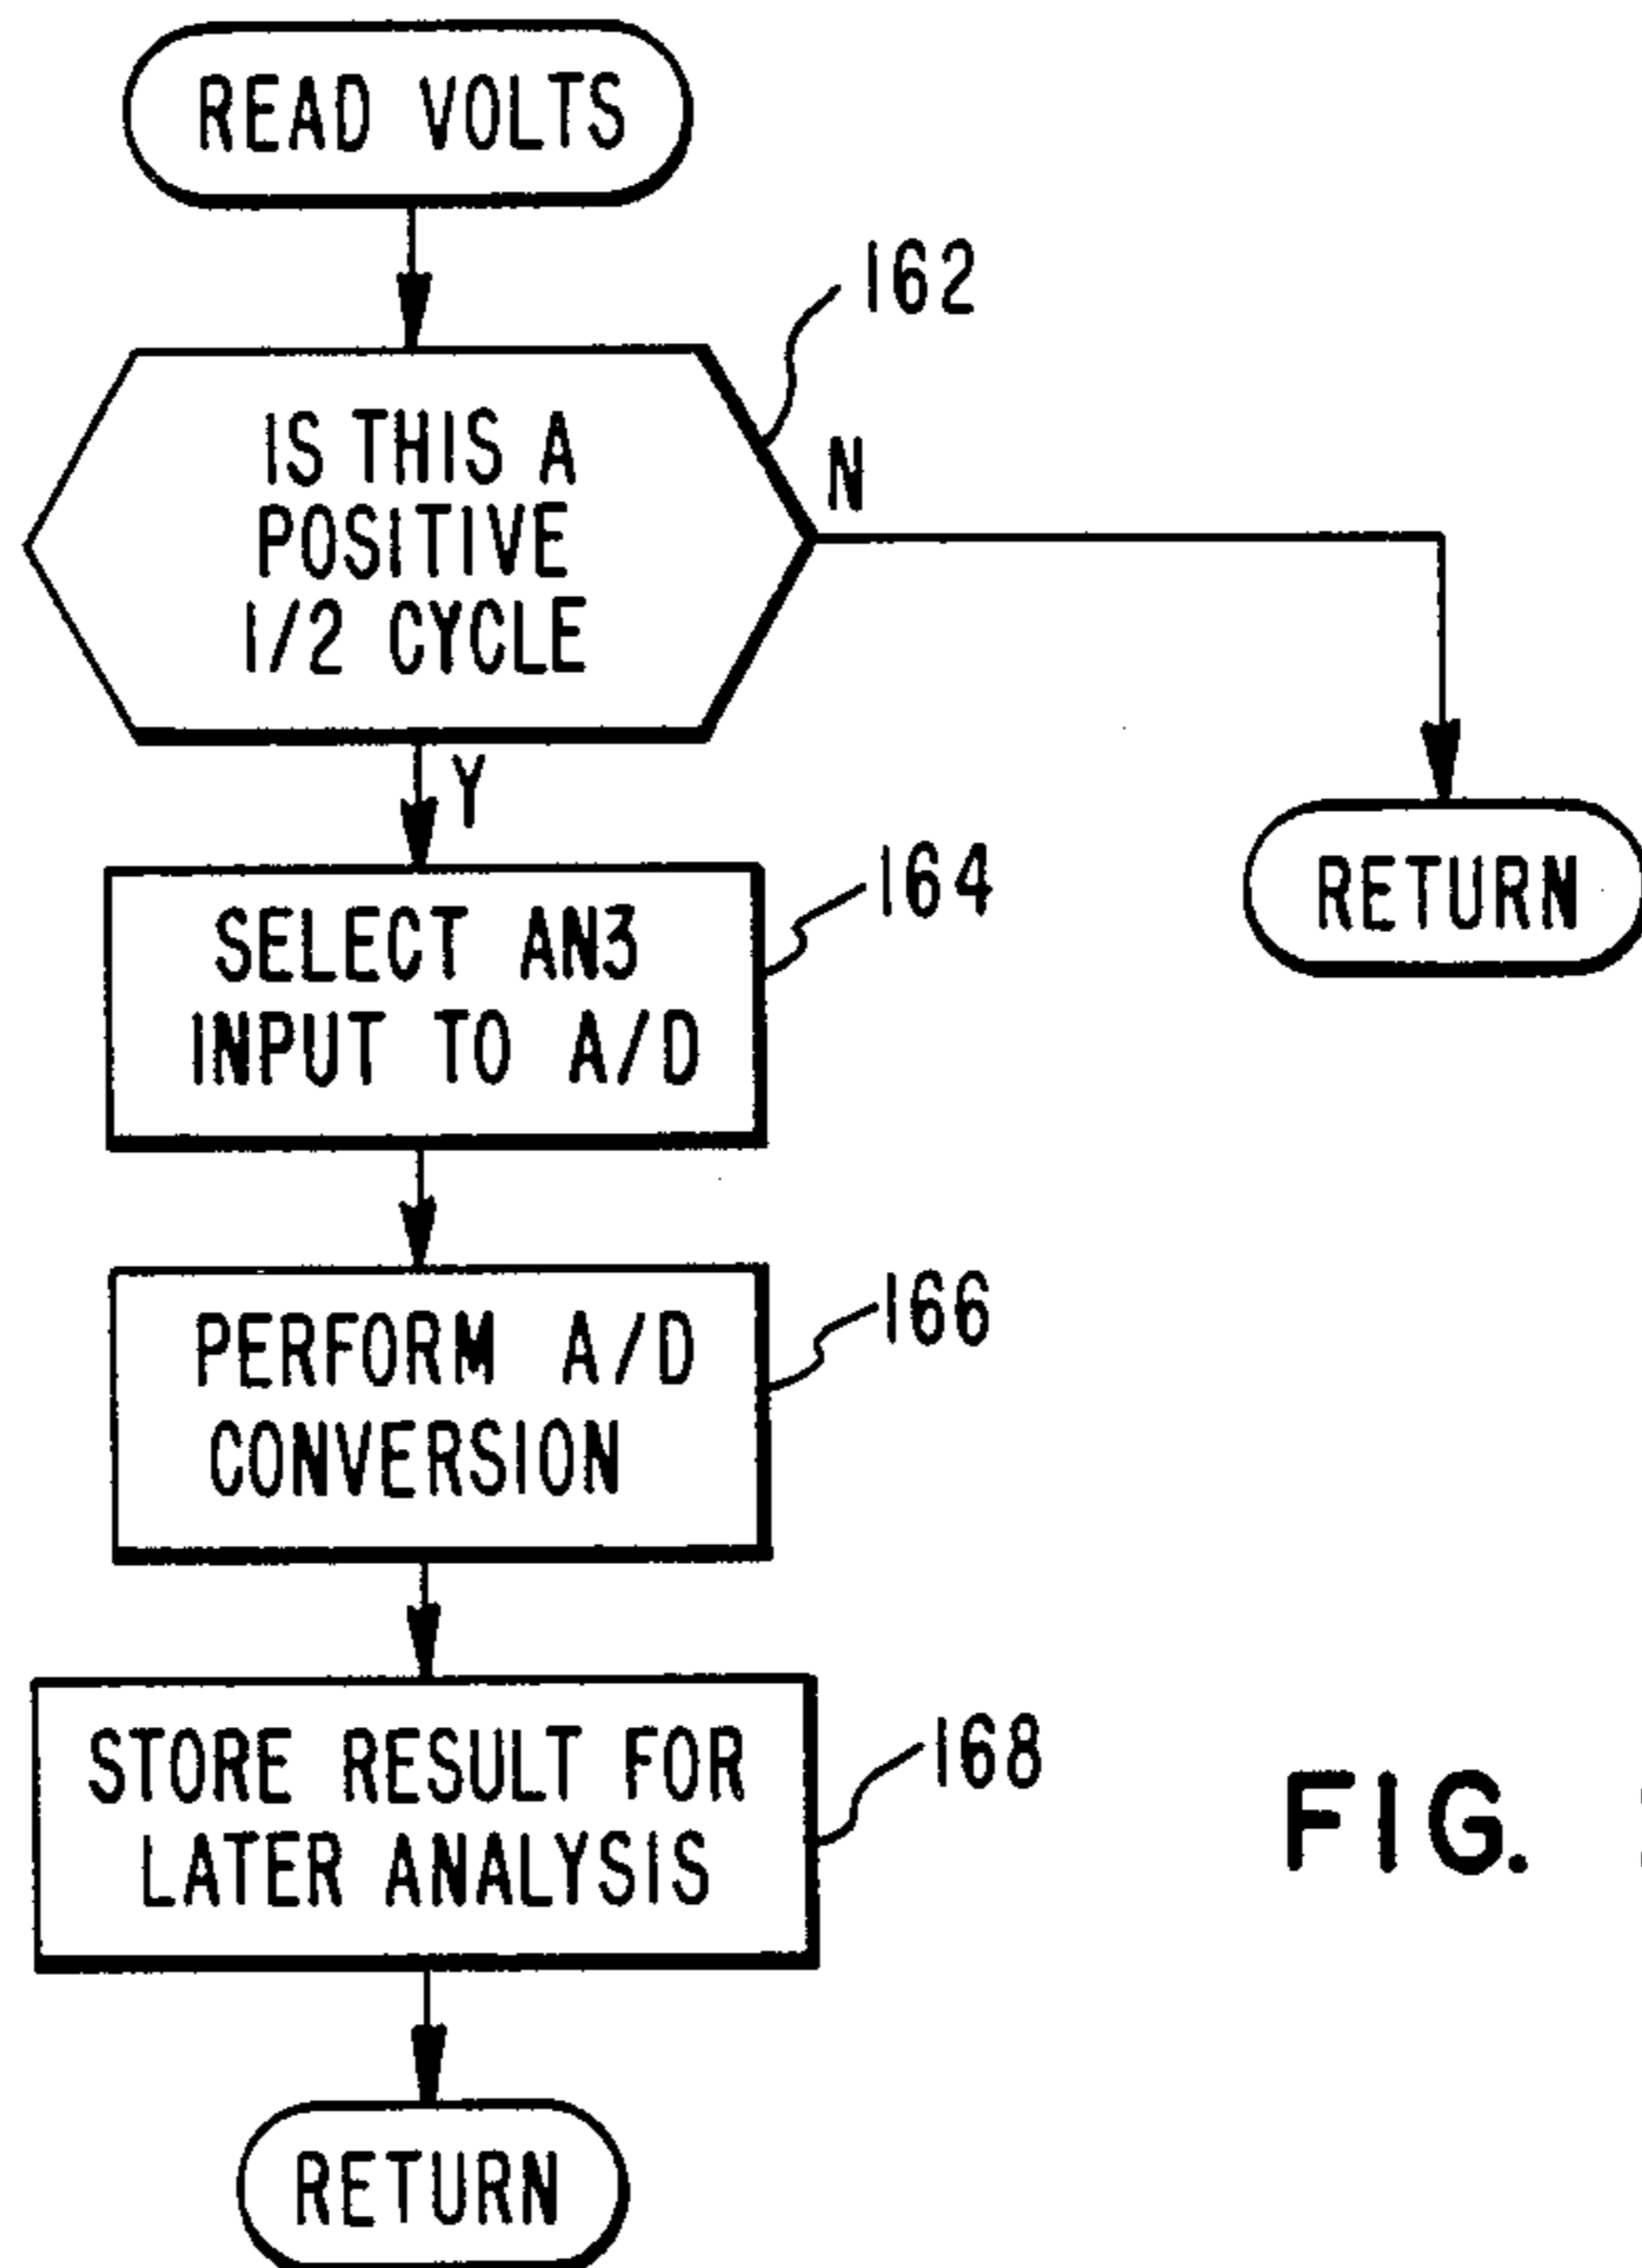 READ VOLTS
162
IS THIS A
POSITIVE
1/2 CYCLE
N
Y
164
SELECT AN3
INPUT TO A/D
RETURN
166
PERFORM A/D
CONVERSION
168
STORE RESULT FOR
LATER ANALYSIS
FIG.
RETURN